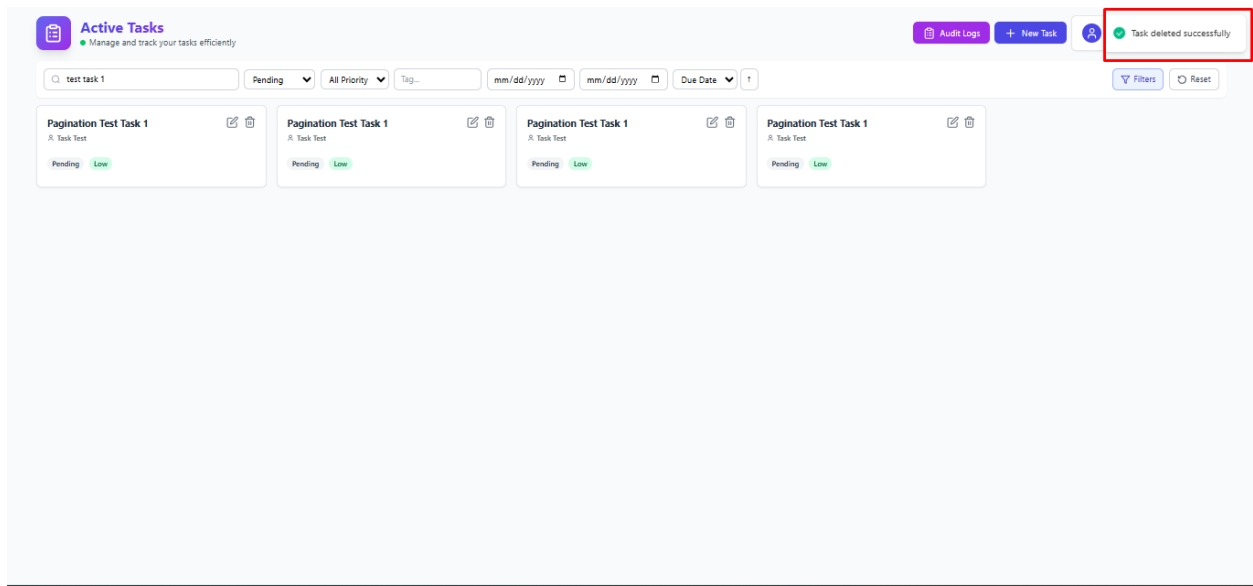 Active Tasks
Manage and track your tasks efficiently
Audit Logs
+ New Task
Task deleted successfully
test task 1
Pending
All Priority
Tag...
mm/dd/yyyy
mm/dd/yyyy
Due Date
↑
Filters
Reset
Pagination Test Task 1
Task Test
Pending Low
Pagination Test Task 1
Task Test
Pending Low
Pagination Test Task 1
Task Test
Pending Low
Pagination Test Task 1
Task Test
Pending Low